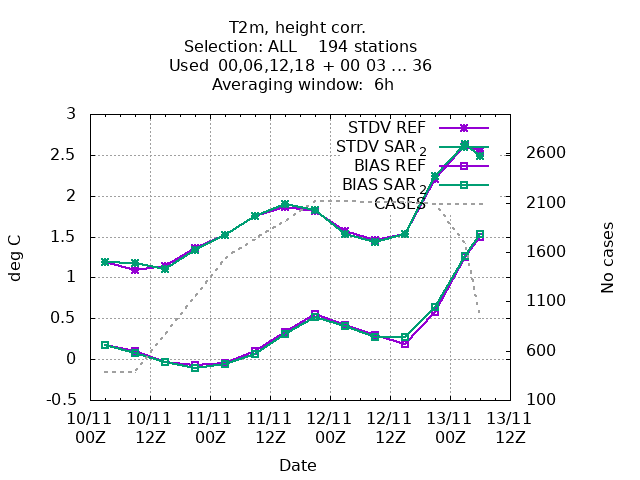 T2m, height corr.
Selection: ALL    194 stations
Used  00,06,12,18 + 00 03 ... 36
Averaging window:  6h
STDV REF
STDV SAR 2
BIAS REF
BIAS SAR 2
CASES
3
2.5
2
1.5
1
0.5
0
-0.5
deg C
2600
2100
1600
1100
600
100
No cases
10/11 10/11 11/11 11/11 12/11 12/11 13/11 13/11
00Z 12Z 00Z 12Z 00Z 12Z 00Z 12Z
Date